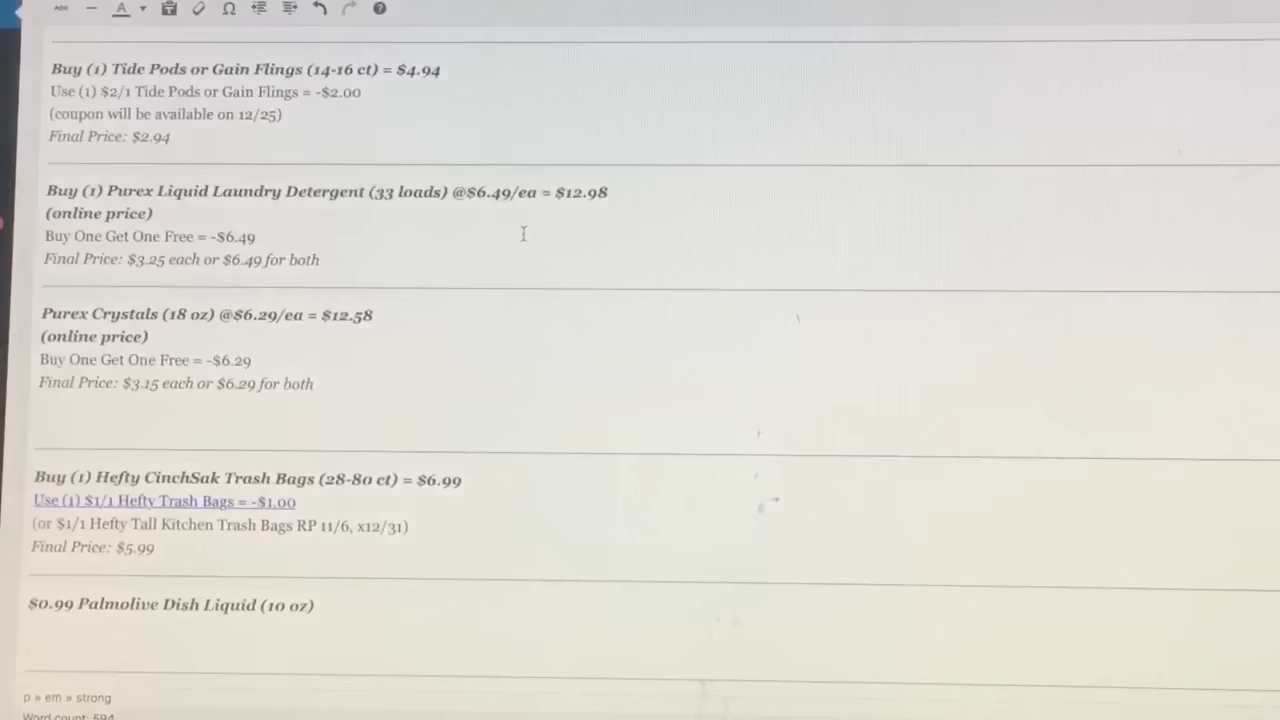 ABC
A
Ω
?
Buy (1) Tide Pods or Gain Flings (14-16 ct) = $4.94
Use (1) $2/1 Tide Pods or Gain Flings = -$2.00
(coupon will be available on 12/25)
Final Price: $2.94
Buy (1) Purex Liquid Laundry Detergent (33 loads) @$6.49/ea = $12.98
(online price)
Buy One Get One Free = -$6.49
Final Price: $3.25 each or $6.49 for both
Purex Crystals (18 oz) @$6.29/ea = $12.58
(online price)
Buy One Get One Free = -$6.29
Final Price: $3.15 each or $6.29 for both
Buy (1) Hefty CinchSak Trash Bags (28-80 ct) = $6.99
Use (1) $1/1 Hefty Trash Bags = -$1.00
(or $1/1 Hefty Tall Kitchen Trash Bags RP 11/6, x12/31)
Final Price: $5.99
$0.99 Palmolive Dish Liquid (10 oz)
p » em » strong
Word count: 594